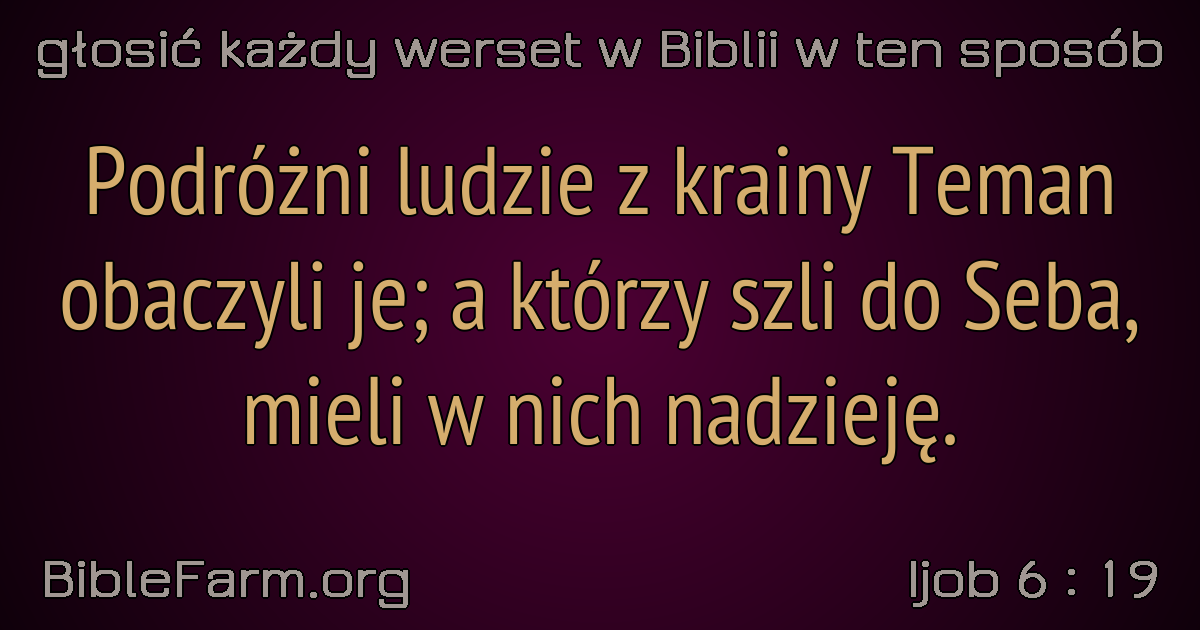 głosić każdy werset w Biblii w ten sposób
Podróżni ludzie z krainy Teman
obaczyli je; a którzy szli do Seba,
mieli w nich nadzieję.
BibleFarm.org
Ijob 6 : 19